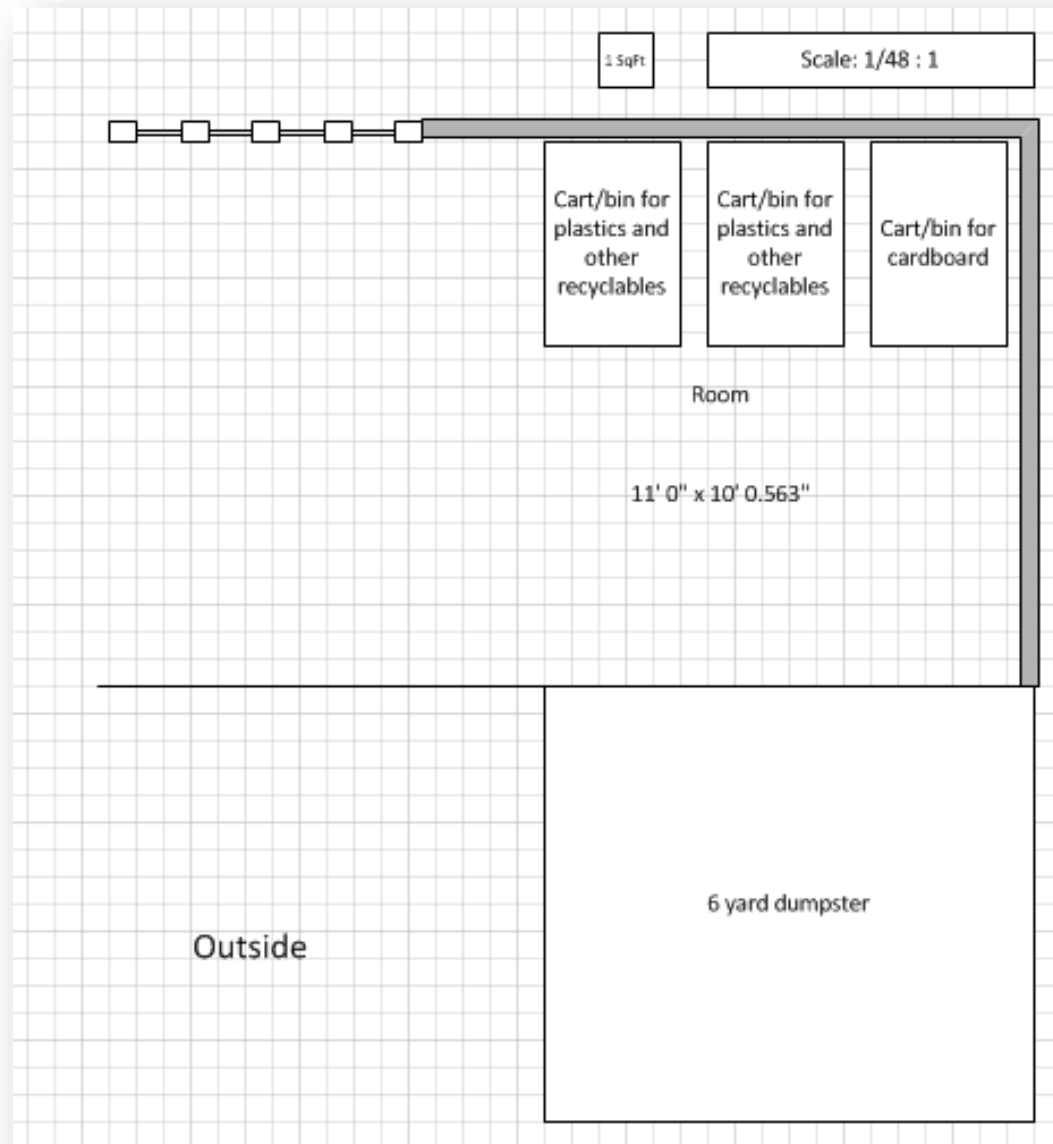 1 SqFt
Scale: 1/48 : 1
Cart/bin for
plastics and
other
recyclables
Cart/bin for
plastics and
other
recyclables
Cart/bin for
cardboard
Room
11' 0" x 10' 0.563"
6 yard dumpster
Outside